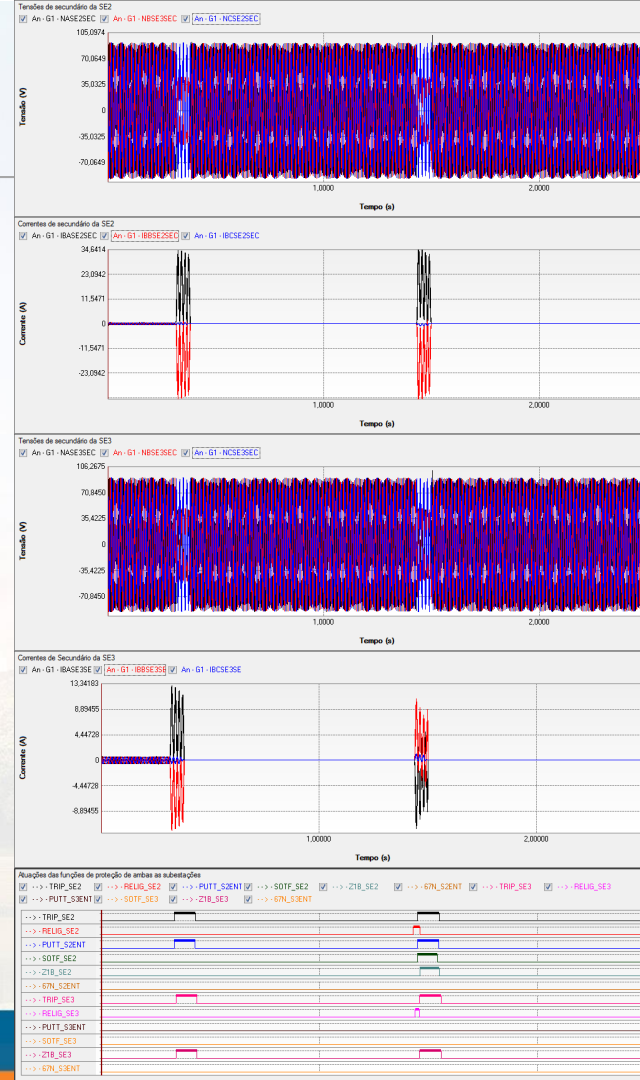 Tensões de secundário da SE2
An - G1 - NASE2SEC An - G1 - NBSE3SEC An - G1 - NCSE2SEC
105,0974
70,0649
35,0325
0
-35,0325
-70,0649
Tensão (V)
1,0000 2,0000
Tempo (s)
Correntes de secundário da SE2
An - G1 - IBASE2SEC An - G1 - IBBSE2SEC An - G1 - IBCSE2SEC
34,6414
23,0942
11,5471
0
-11,5471
-23,0942
Corrente (A)
1,0000 2,0000
Tempo (s)
Tensões de secundário da SE3
An - G1 - NASE3SEC An - G1 - NBSE3SEC An - G1 - NCSE3SEC
106,2675
70,8450
35,4225
0
-35,4225
-70,8450
Tensão (V)
1,0000 2,0000
Tempo (s)
Correntes de Secundário da SE3
An - G1 - IBASE3SE An - G1 - IBBSE3SE An - G1 - IBCSE3SE
13,34183
8,89455
4,44728
0
-4,44728
-8,89455
Corrente (A)
1,00000 2,00000
Tempo (s)
Atuações das funções de proteção de ambas as subestações
--> - TRIP_SE2 --> - RELIG_SE2 --> - PUTT_S2ENT --> - SOTF_SE2 --> - Z1B_SE2 --> - 67N_S2ENT --> - TRIP_SE3 --> - RELIG_SE3
--> - PUTT_S3ENT --> - SOTF_SE3 --> - Z1B_SE3 --> - 67N_S3ENT
--> - TRIP_SE2
--> - RELIG_SE2
--> - PUTT_S2ENT
--> - SOTF_SE2
--> - Z1B_SE2
--> - 67N_S2ENT
--> - TRIP_SE3
--> - RELIG_SE3
--> - PUTT_S3ENT
--> - SOTF_SE3
--> - Z1B_SE3
--> - 67N_S3ENT